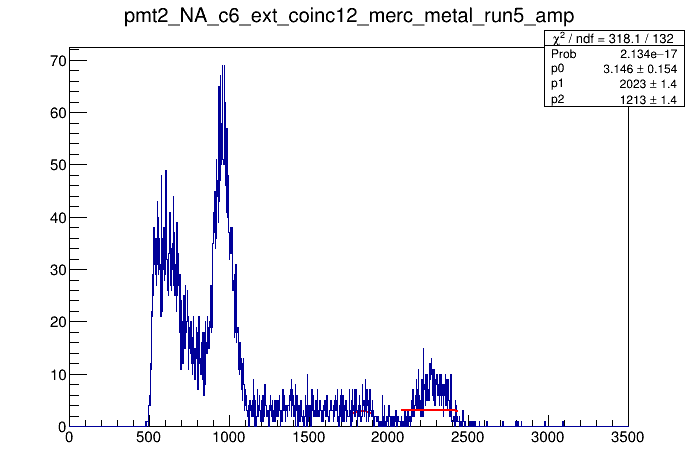 pmt2_NA_c6_ext_coinc12_merc_metal_run5_amp
χ² / ndf = 318.1 / 132
Prob 2.134e−17
p0 3.146 ± 0.154
p1 2023 ± 1.4
p2 1213 ± 1.4
70
60
50
40
30
20
10
0
0 500 1000 1500 2000 2500 3000 3500